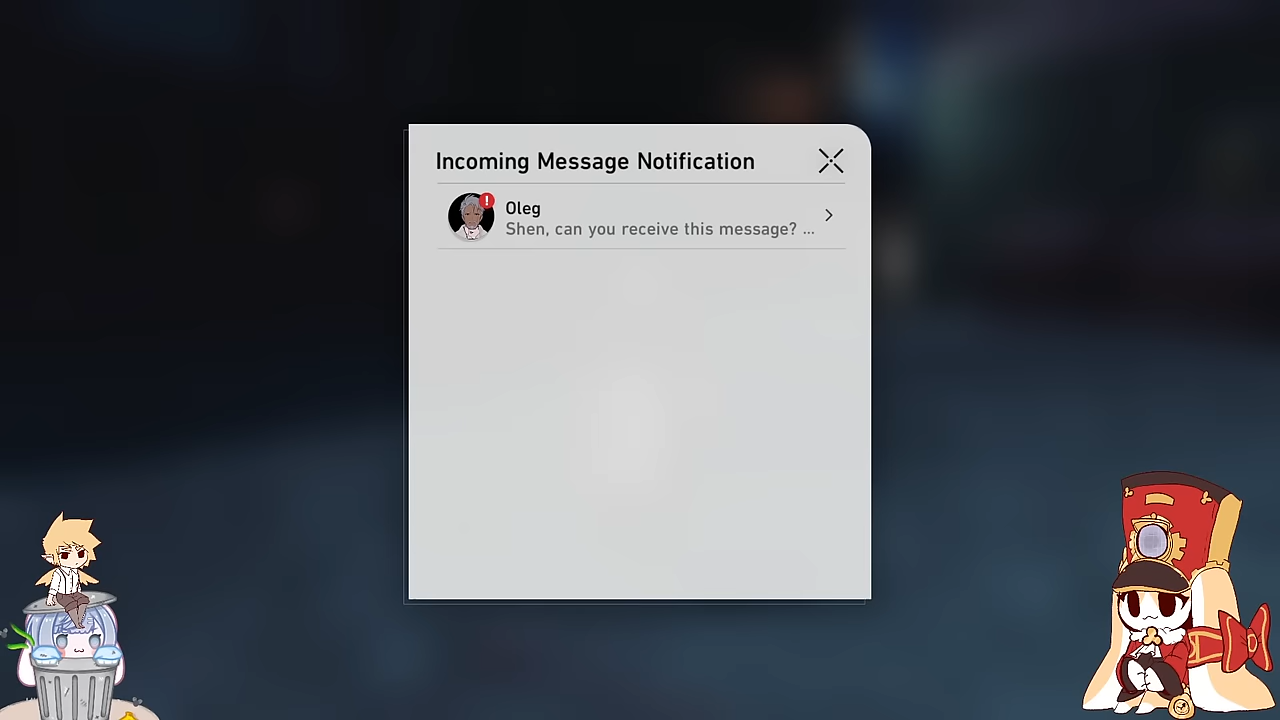 Incoming Message Notification
Oleg
Shen, can you receive this message? ...